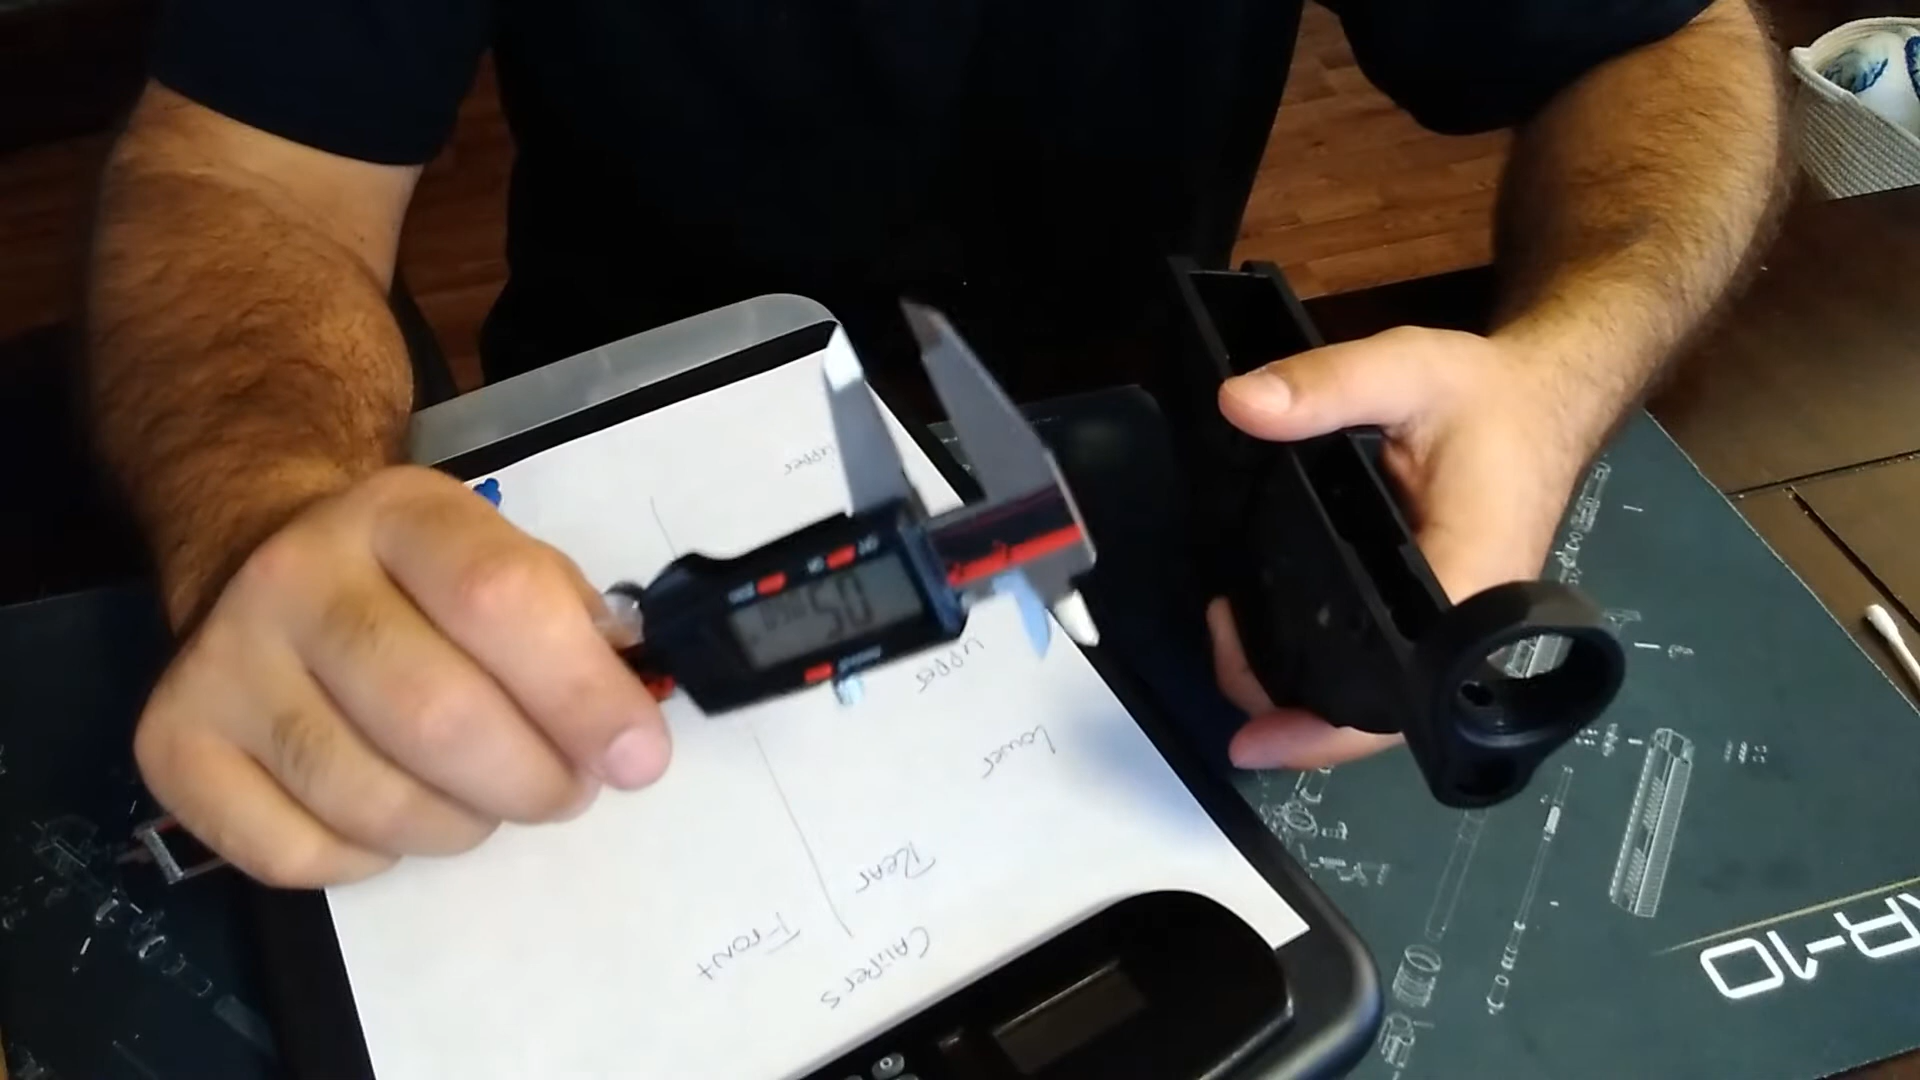 upper
upper
Lower
Rear
Front
CALIPERS
AR-10